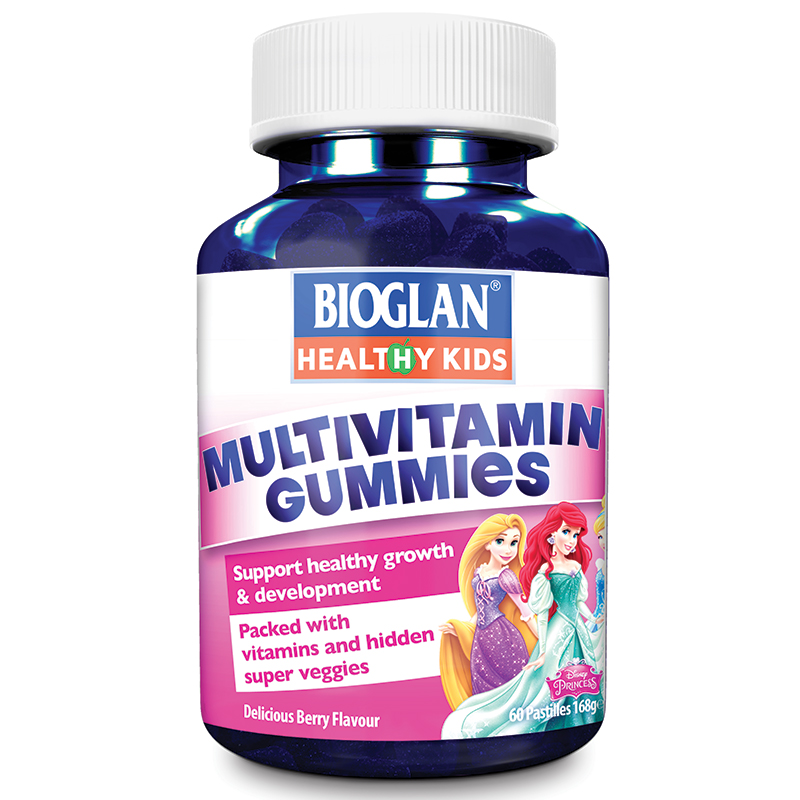 BIOGLAN®
HEALTHY KIDS
MULTIVITAMIN
GUMMIES
Support healthy growth
& development
Packed with
vitamins and hidden
super veggies
Delicious Berry Flavour
Disney
PRINCESS
60 Pastilles 168g